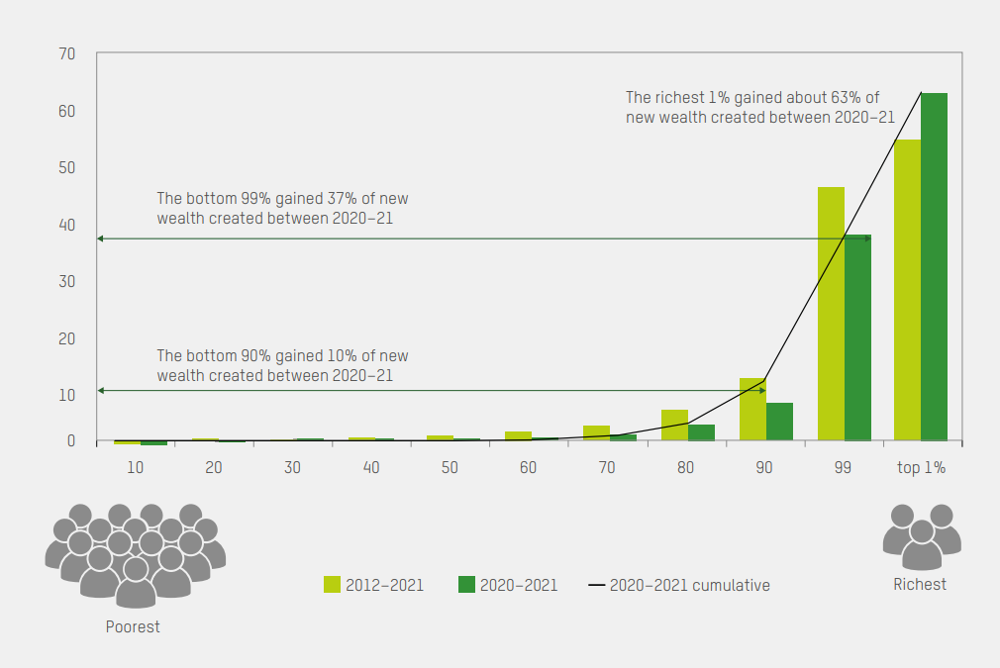 70
60
50
40
30
20
10
0
The richest 1% gained about 63% of
new wealth created between 2020–21
The bottom 99% gained 37% of new
wealth created between 2020–21
The bottom 90% gained 10% of new
wealth created between 2020–21
10 20 30 40 50 60 70 80 90 99 top 1%
2012–2021 2020–2021 2020–2021 cumulative
Poorest
Richest